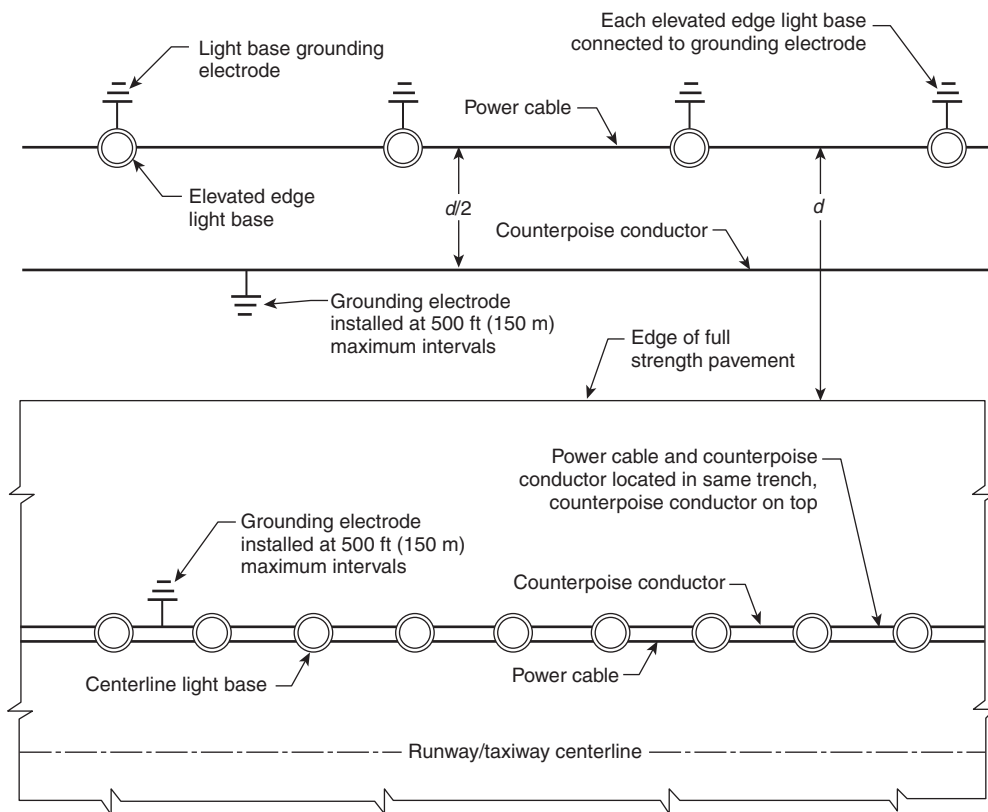 Light base grounding
electrode
Each elevated edge light base
connected to grounding electrode
Power cable
Elevated edge
light base
d/2
d
Counterpoise conductor
Grounding electrode
installed at 500 ft (150 m)
maximum intervals
Edge of full
strength pavement
Power cable and counterpoise
conductor located in same trench,
counterpoise conductor on top
Grounding electrode
installed at 500 ft (150 m)
maximum intervals
Counterpoise conductor
Centerline light base
Power cable
Runway/taxiway centerline